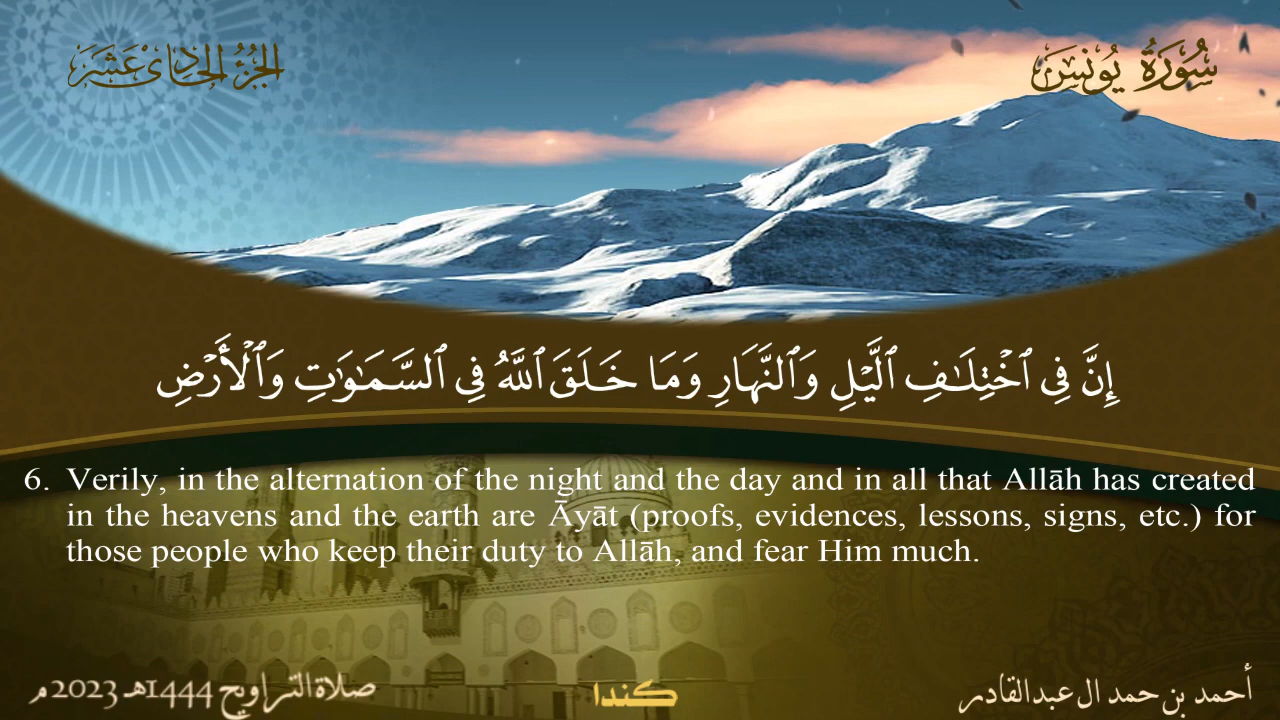 سُورَةُ يُونُسَ
الجُزْءُ الحَادِي عَشَرَ
إِنَّ فِي ٱخْتِلَـٰفِ ٱلَّيْلِ وَٱلنَّهَارِ وَمَا خَلَقَ ٱللَّهُ فِي ٱلسَّمَـٰوَٰتِ وَٱلْأَرْضِ
6. Verily, in the alternation of the night and the day and in all that Allāh has created
in the heavens and the earth are Āyāt (proofs, evidences, lessons, signs, etc.) for
those people who keep their duty to Allāh, and fear Him much.
أحمد بن حمد ال عبدالقادر
كندا
صلاة التراويح 1444هـ 2023م